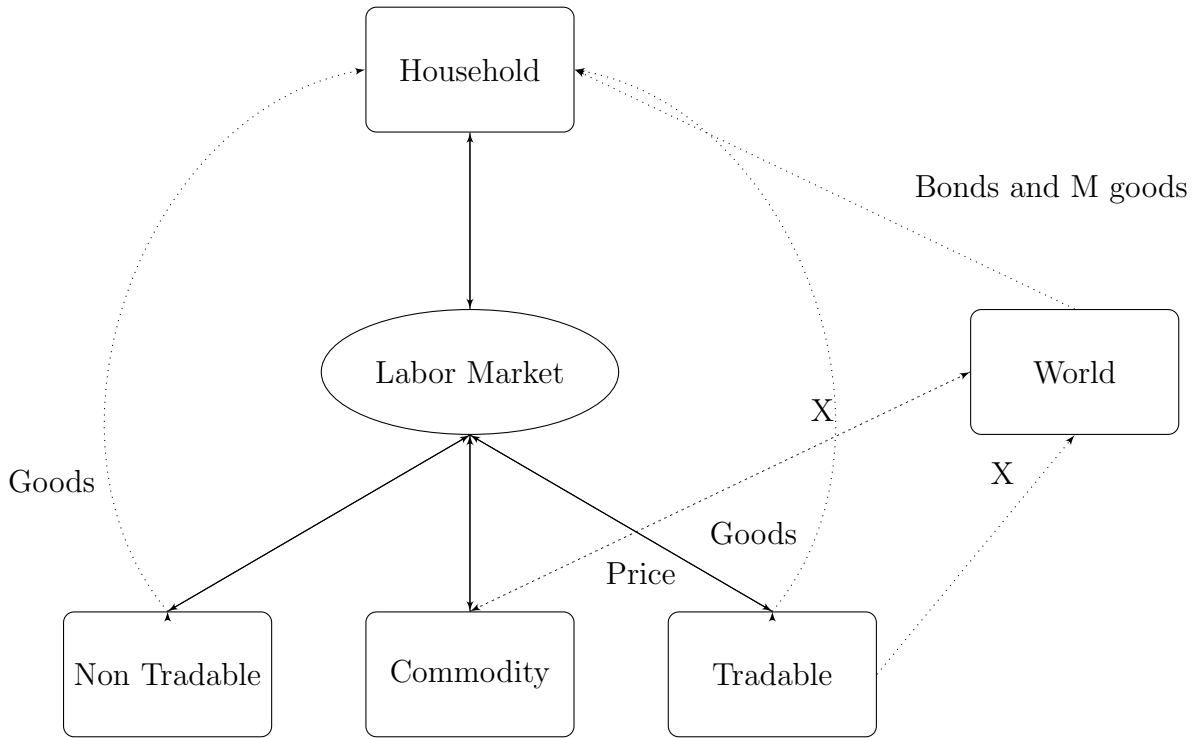 Household
Bonds and M goods
Labor Market
World
X
X
Goods
Goods
Price
Non Tradable
Commodity
Tradable